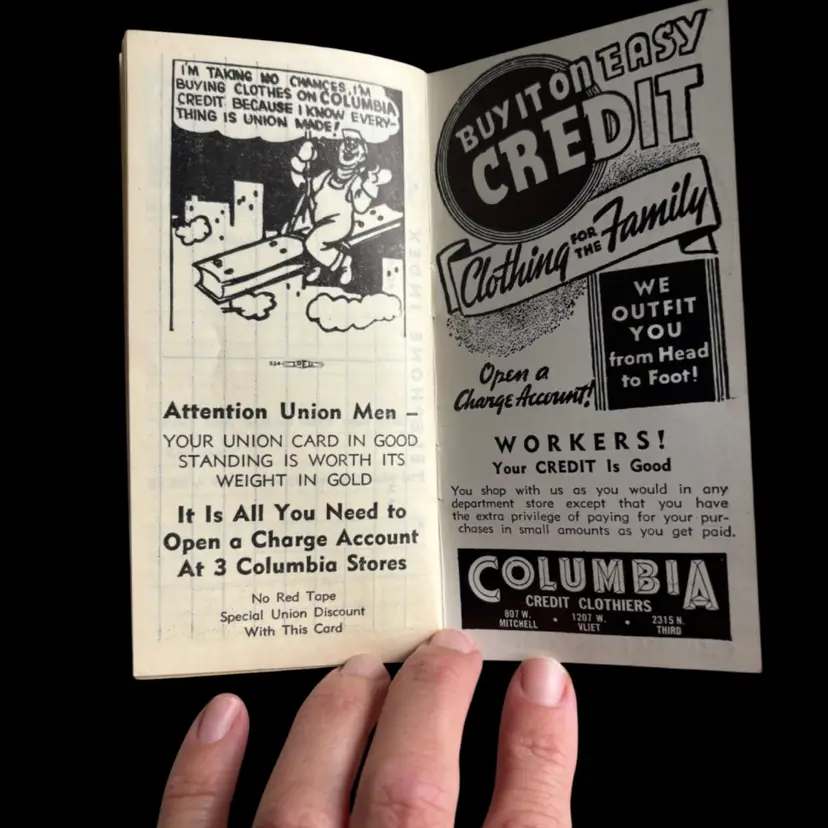 I'M TAKING NO CHANCES, I'M
BUYING CLOTHES ON COLUMBIA
CREDIT BECAUSE I KNOW EVERY-
THING IS UNION MADE!
Attention Union Men –
YOUR UNION CARD IN GOOD
STANDING IS WORTH ITS
WEIGHT IN GOLD
It Is All You Need to
Open a Charge Account
At 3 Columbia Stores
No Red Tape
Special Union Discount
With This Card
BUY IT ON EASY
CREDIT
Clothing FOR THE Family
WE
OUTFIT
YOU
from Head
to Foot!
Open a
Charge Account!
WORKERS!
Your CREDIT Is Good
You shop with us as you would in any
department store except that you have
the extra privilege of paying for your pur-
chases in small amounts as you get paid.
COLUMBIA
CREDIT CLOTHIERS
807 W. MITCHELL • 1207 W. VLIET • 2315 N. THIRD